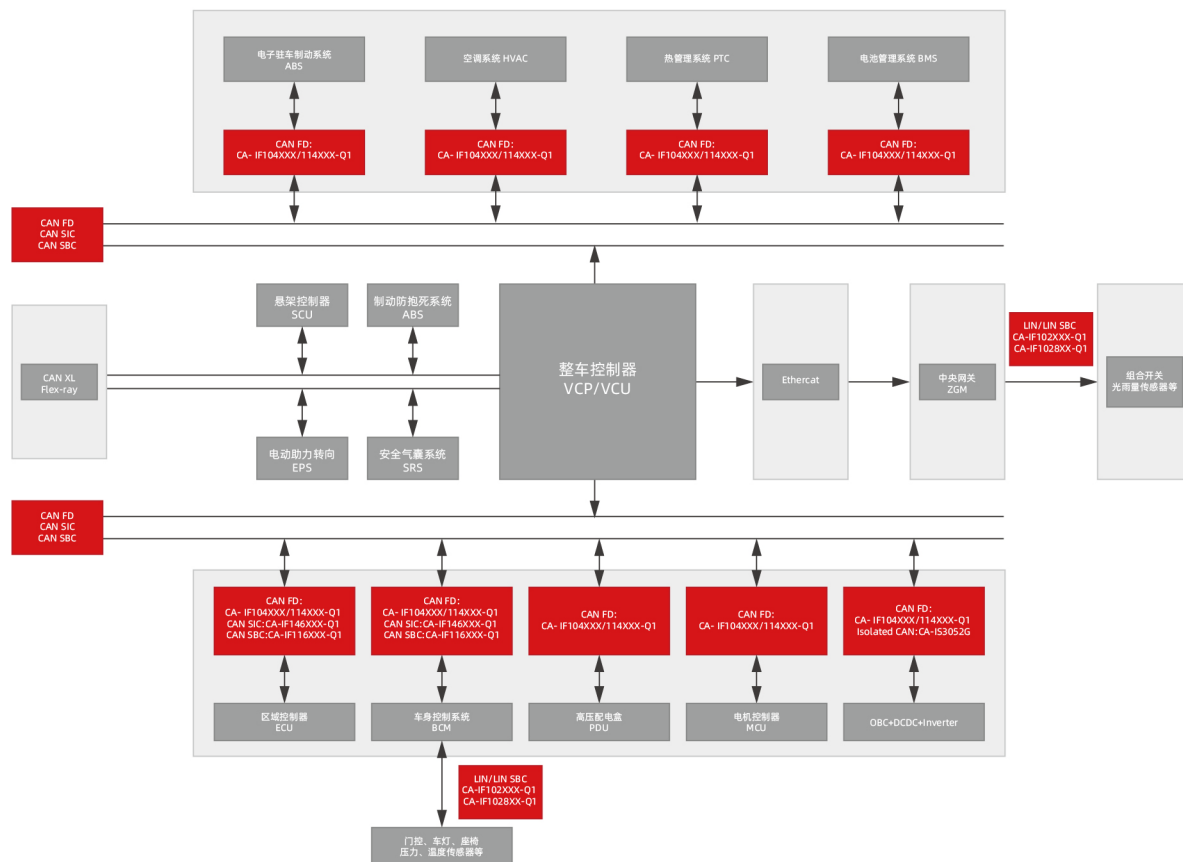 电子驻车制动系统
ABS
空调系统 HVAC
热管理系统 PTC
电池管理系统 BMS
CAN FD:
CA- IF104XXX/114XXX-Q1
CAN FD:
CA- IF104XXX/114XXX-Q1
CAN FD:
CA- IF104XXX/114XXX-Q1
CAN FD:
CA- IF104XXX/114XXX-Q1
CAN FD
CAN SIC
CAN SBC
悬架控制器
SCU
制动防抱死系统
ABS
CAN XL
Flex-ray
整车控制器
VCP/VCU
Ethercat
中央网关
ZGM
LIN/LIN SBC
CA-IF102XXX-Q1
CA-IF1028XX-Q1
组合开关
光雨量传感器等
电动助力转向
EPS
安全气囊系统
SRS
CAN FD
CAN SIC
CAN SBC
CAN FD:
CA- IF104XXX/114XXX-Q1
CAN SIC:CA-IF146XXX-Q1
CAN SBC:CA-IF116XXX-Q1
CAN FD:
CA- IF104XXX/114XXX-Q1
CAN SIC:CA-IF146XXX-Q1
CAN SBC:CA-IF116XXX-Q1
CAN FD:
CA- IF104XXX/114XXX-Q1
CAN FD:
CA- IF104XXX/114XXX-Q1
CAN FD:
CA- IF104XXX/114XXX-Q1
Isolated CAN:CA-IS3052G
区域控制器
ECU
车身控制系统
BCM
高压配电盒
PDU
电机控制器
MCU
OBC+DCDC+Inverter
LIN/LIN SBC
CA-IF102XXX-Q1
CA-IF1028XX-Q1
门控、车灯、座椅
压力、温度传感器等